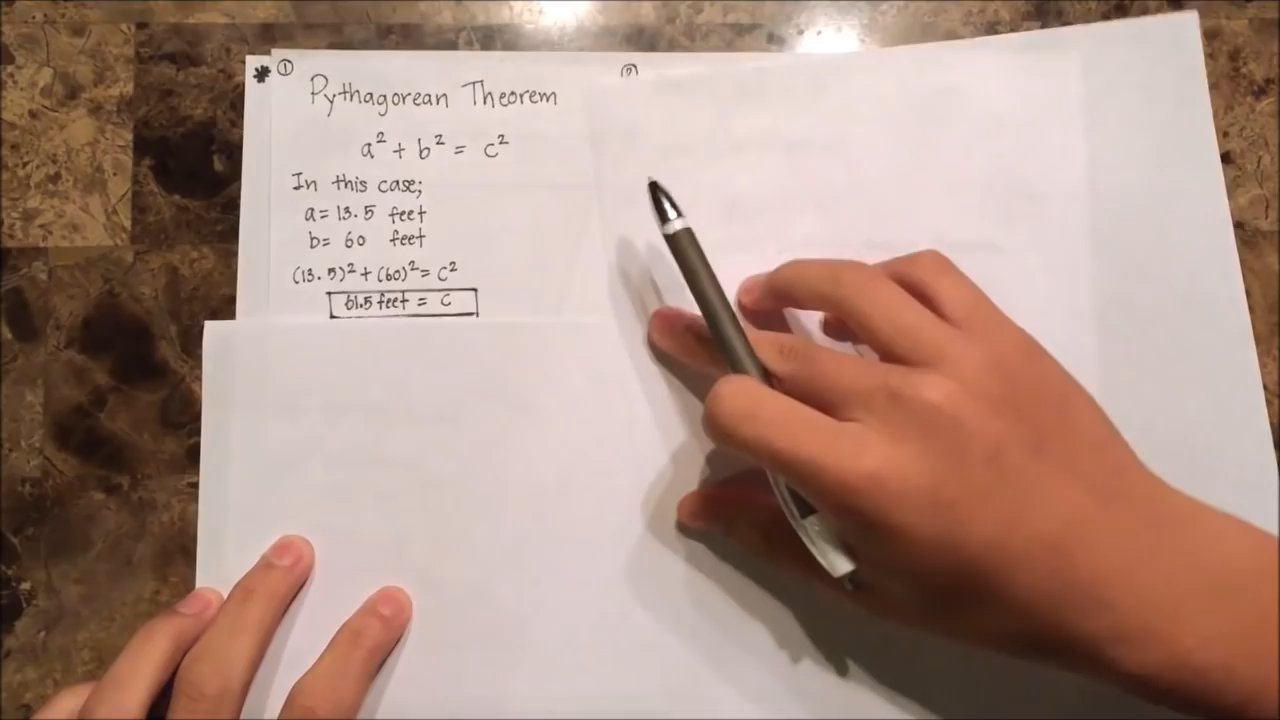 * ①
Pythagorean Theorem
a² + b² = c²
In this case;
a = 13.5 feet
b = 60 feet
(13.5)² + (60)² = c²
61.5 feet = c